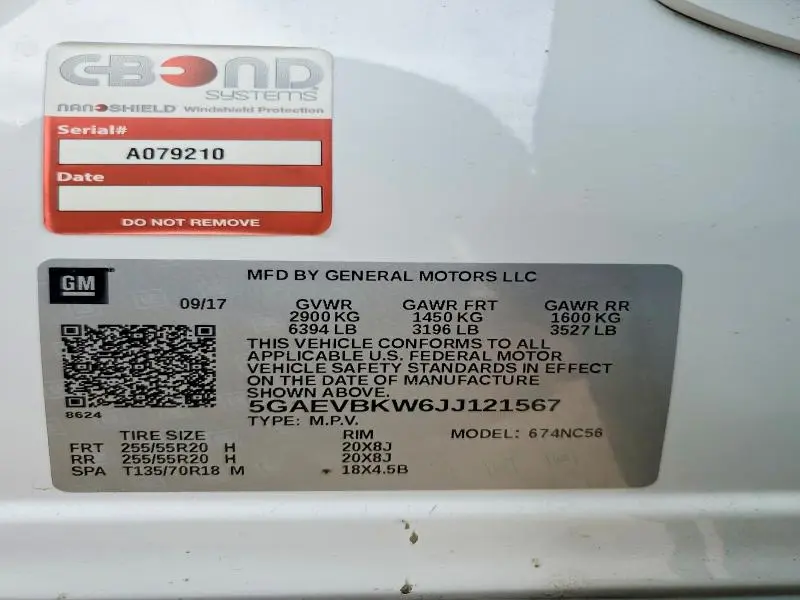 C-BOND
SYSTEMS
NANOSHIELD Windshield Protection
Serial#
A079210
Date
DO NOT REMOVE
GM
MFD BY GENERAL MOTORS LLC
09/17 GVWR GAWR FRT GAWR RR
2900 KG 1450 KG 1600 KG
6394 LB 3196 LB 3527 LB
THIS VEHICLE CONFORMS TO ALL
APPLICABLE U.S. FEDERAL MOTOR
VEHICLE SAFETY STANDARDS IN EFFECT
ON THE DATE OF MANUFACTURE
SHOWN ABOVE.
8624
5GAEVBKW6JJ121567
TYPE: M.P.V.
TIRE SIZE RIM MODEL: 674NC56
FRT 255/55R20 H 20X8J
RR 255/55R20 H 20X8J
SPA T135/70R18 M 18X4.5B